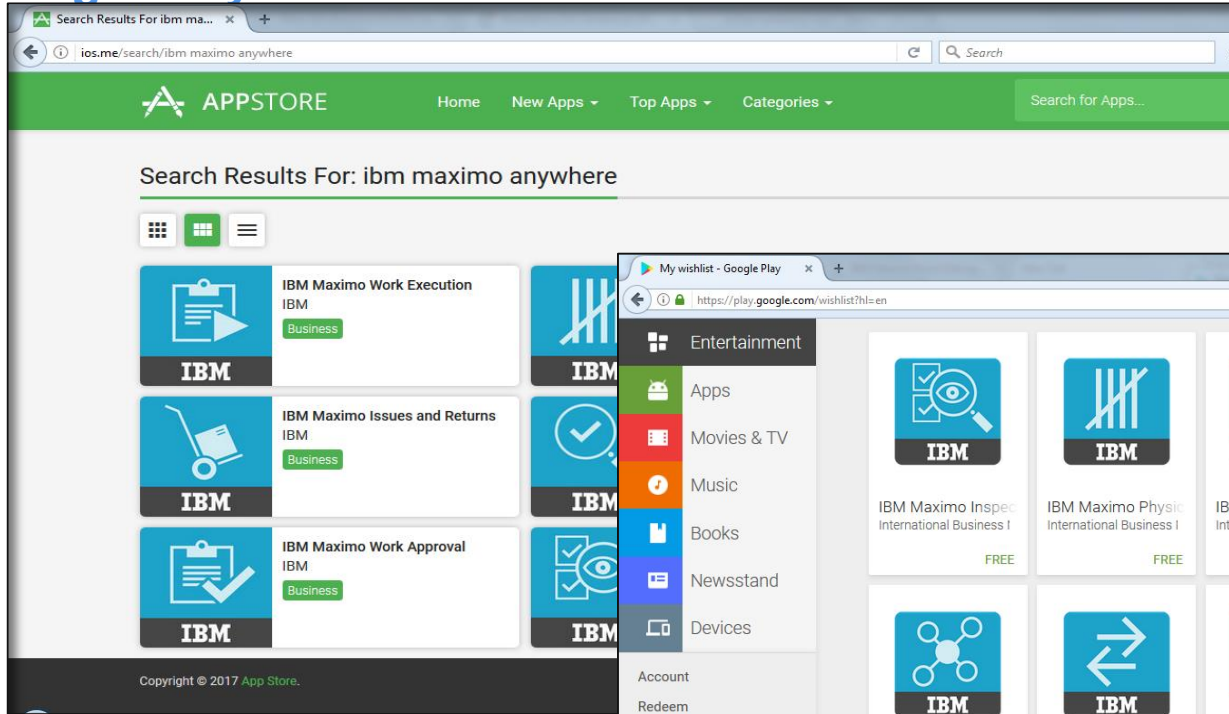 Search Results For ibm ma...
ios.me/search/ibm maximo anywhere
Search
APPSTORE
Home
New Apps
Top Apps
Categories
Search for Apps...
Search Results For: ibm maximo anywhere
IBM Maximo Work Execution
IBM
Business
IBM
IBM
IBM Maximo Issues and Returns
IBM
Business
IBM
IBM
IBM Maximo Work Approval
IBM
Business
IBM
IBM
Copyright © 2017 App Store.
My wishlist - Google Play
https://play.google.com/wishlist?hl=en
Entertainment
Apps
Movies & TV
Music
Books
Newsstand
Devices
Account
Redeem
IBM
IBM Maximo Inspec
International Business
FREE
IBM
IBM Maximo Physic
International Business
FREE
IBM
IBM